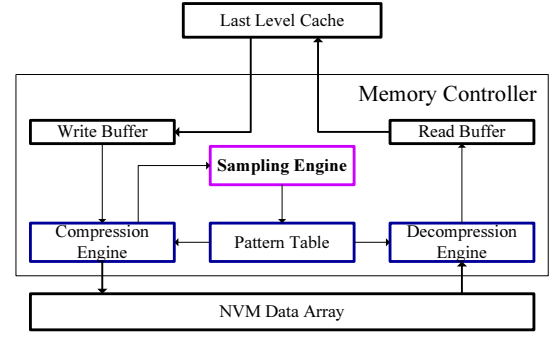 Last Level Cache
Memory Controller
Write Buffer
Read Buffer
Sampling Engine
Compression
Engine
Pattern Table
Decompression
Engine
NVM Data Array